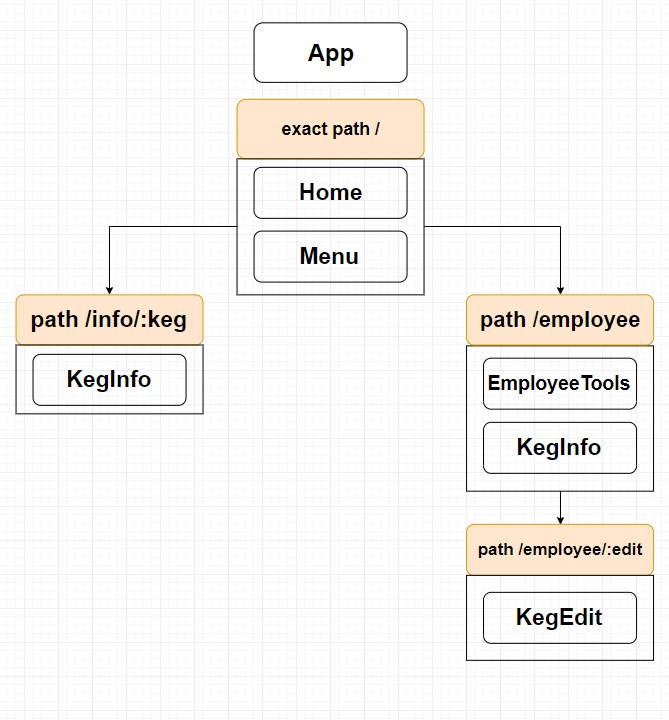 App
exact path /
Home
Menu
path /info/:keg
KegInfo
path /employee
EmployeeTools
KegInfo
path /employee/:edit
KegEdit